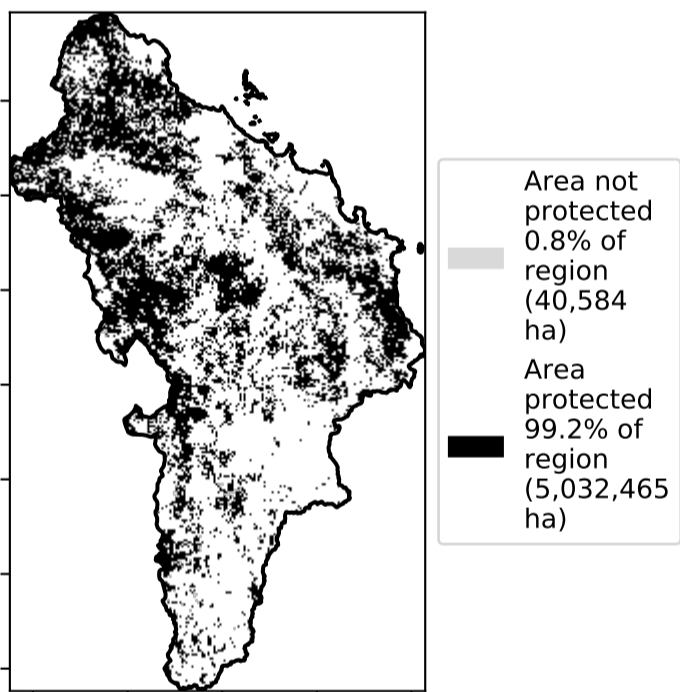 Area not
protected
0.8% of
region
(40,584
ha)
Area
protected
99.2% of
region
(5,032,465
ha)